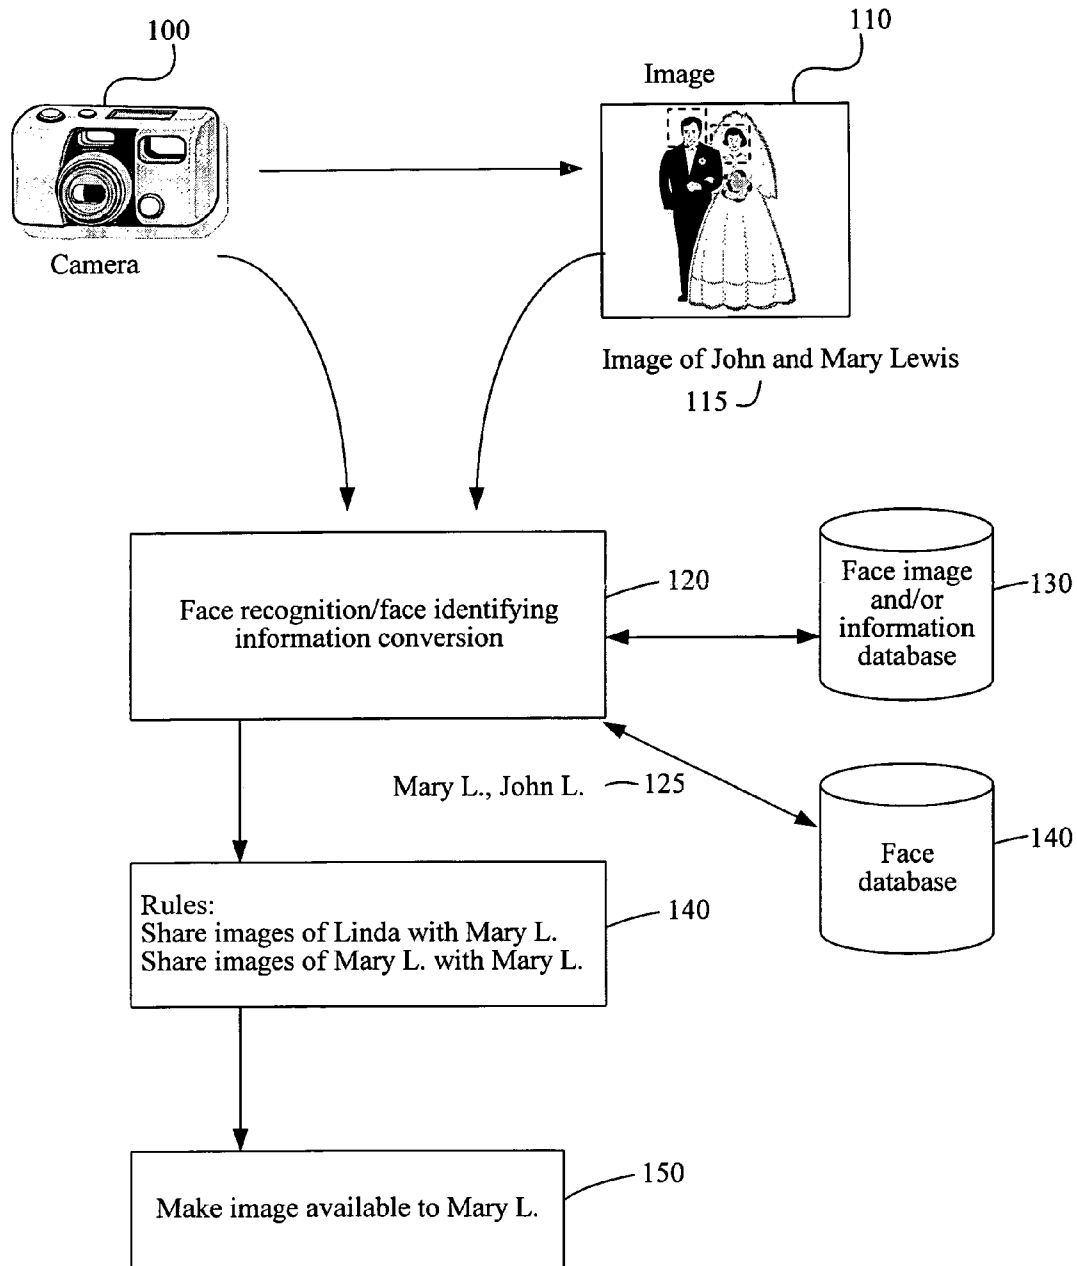 100
110
Image
Camera
Image of John and Mary Lewis
115
Face recognition/face identifying
information conversion
120
Face image
and/or
information
database
130
Mary L., John L.
125
Face
database
140
Rules:
Share images of Linda with Mary L.
Share images of Mary L. with Mary L.
140
Make image available to Mary L.
150